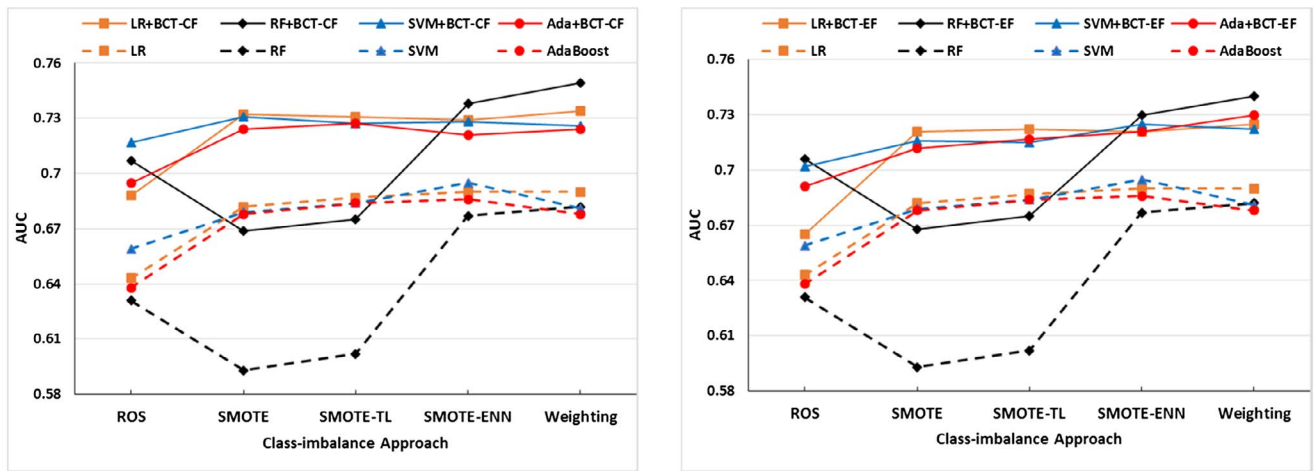 LR+BCT-CF RF+BCT-CF SVM+BCT-CF Ada+BCT-CF
LR RF SVM AdaBoost
0.76
0.73
0.7
0.67
0.64
0.61
0.58
AUC
ROS SMOTE SMOTE-TL SMOTE-ENN Weighting
Class-imbalance Approach
LR+BCT-EF RF+BCT-EF SVM+BCT-EF Ada+BCT-EF
LR RF SVM AdaBoost
0.76
0.73
0.7
0.67
0.64
0.61
0.58
AUC
ROS SMOTE SMOTE-TL SMOTE-ENN Weighting
Class-imbalance Approach